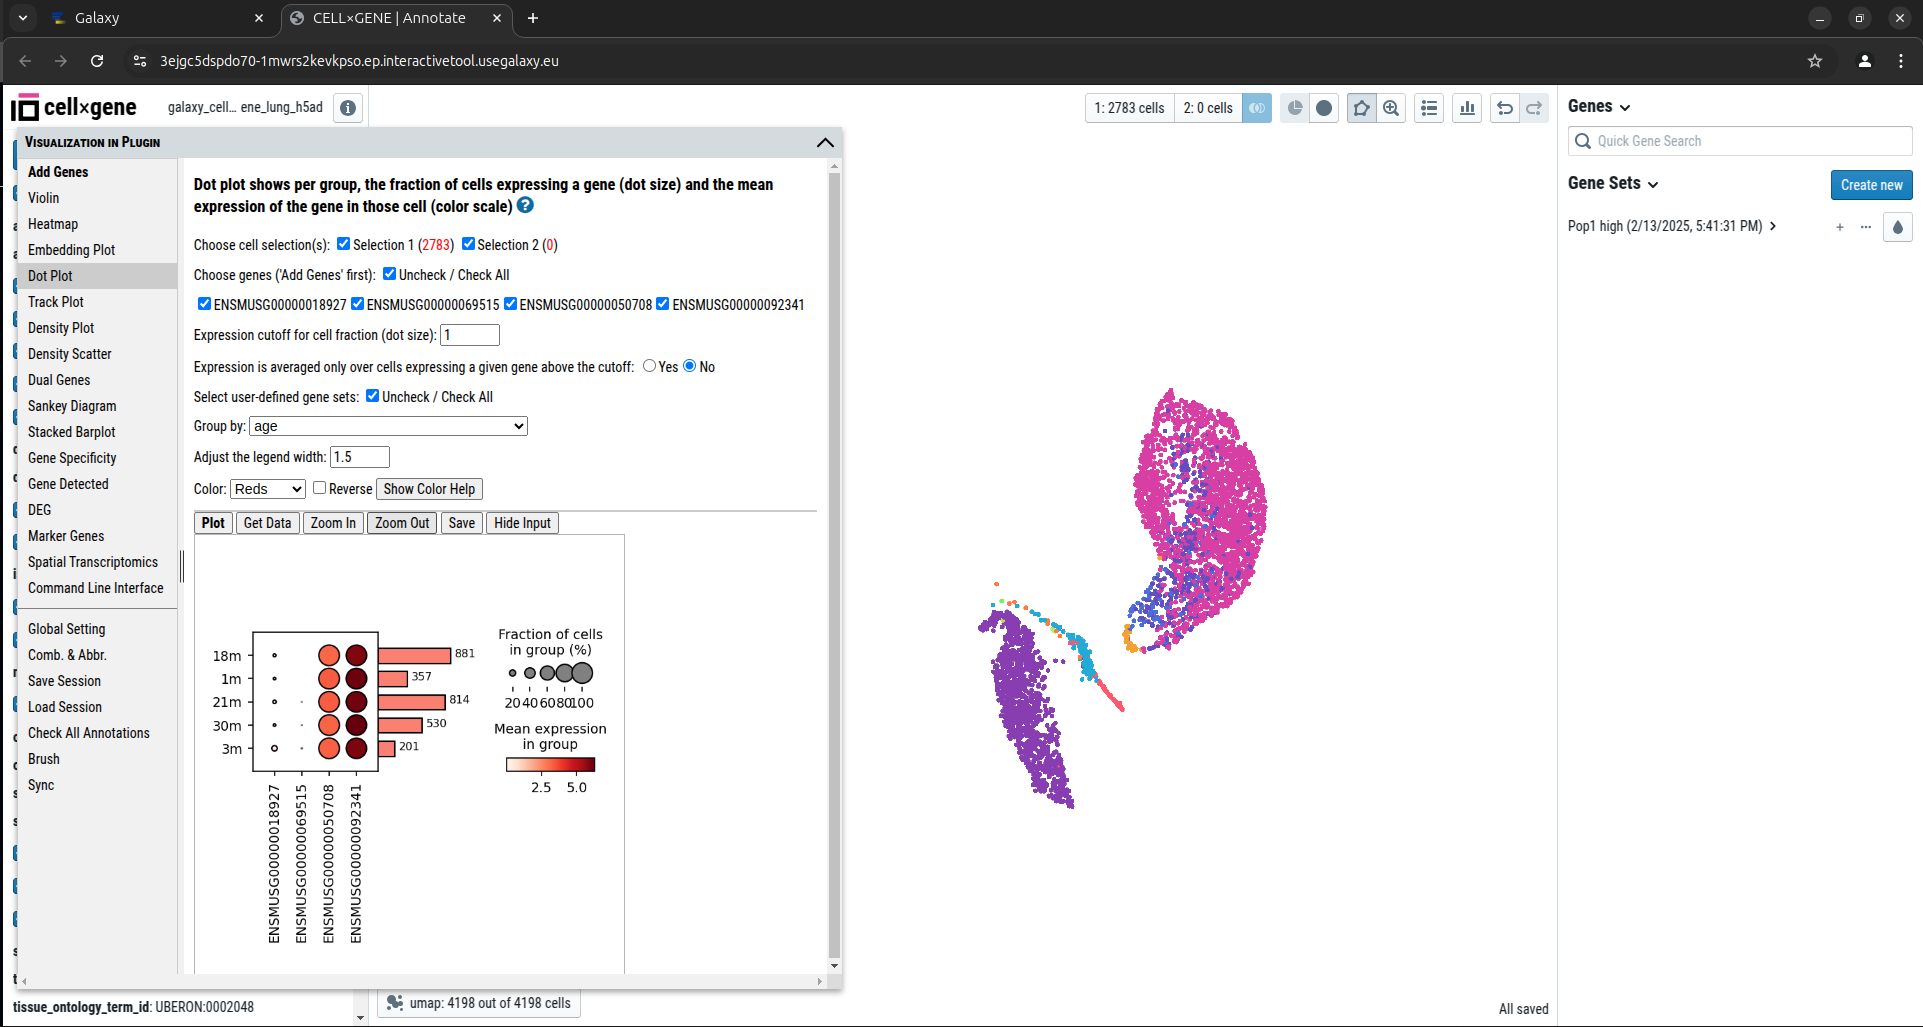 Galaxy
CELL×GENE | Annotate
3ejgc5dspdo70-1mwrs2kevkpso.ep.interactivetool.usegalaxy.eu
cell×gene
galaxy_cell... ene_lung_h5ad
1: 2783 cells
2: 0 cells
Genes
Quick Gene Search
Gene Sets
Create new
Pop1 high (2/13/2025, 5:41:31 PM)
VISUALIZATION IN PLUGIN
Add Genes
Violin
Heatmap
Embedding Plot
Dot Plot
Track Plot
Density Plot
Density Scatter
Dual Genes
Sankey Diagram
Stacked Barplot
Gene Specificity
Gene Detected
DEG
Marker Genes
Spatial Transcriptomics
Command Line Interface
Global Setting
Comb. & Abbr.
Save Session
Load Session
Check All Annotations
Brush
Sync
Dot plot shows per group, the fraction of cells expressing a gene (dot size) and the mean
expression of the gene in those cell (color scale) ?
Choose cell selection(s): Selection 1 (2783) Selection 2 (0)
Choose genes ('Add Genes' first): Uncheck / Check All
ENSMUSG00000018927 ENSMUSG00000069515 ENSMUSG00000050708 ENSMUSG00000092341
Expression cutoff for cell fraction (dot size): 1
Expression is averaged only over cells expressing a given gene above the cutoff: Yes No
Select user-defined gene sets: Uncheck / Check All
Group by: age
Adjust the legend width: 1.5
Color: Reds Reverse Show Color Help
Plot Get Data Zoom In Zoom Out Save Hide Input
18m
1m
21m
30m
3m
881
357
814
530
201
ENSMUSG00000018927
ENSMUSG00000069515
ENSMUSG00000050708
ENSMUSG00000092341
Fraction of cells
in group (%)
20 40 60 80 100
Mean expression
in group
2.5 5.0
tissue_ontology_term_id: UBERON:0002048
umap: 4198 out of 4198 cells
All saved